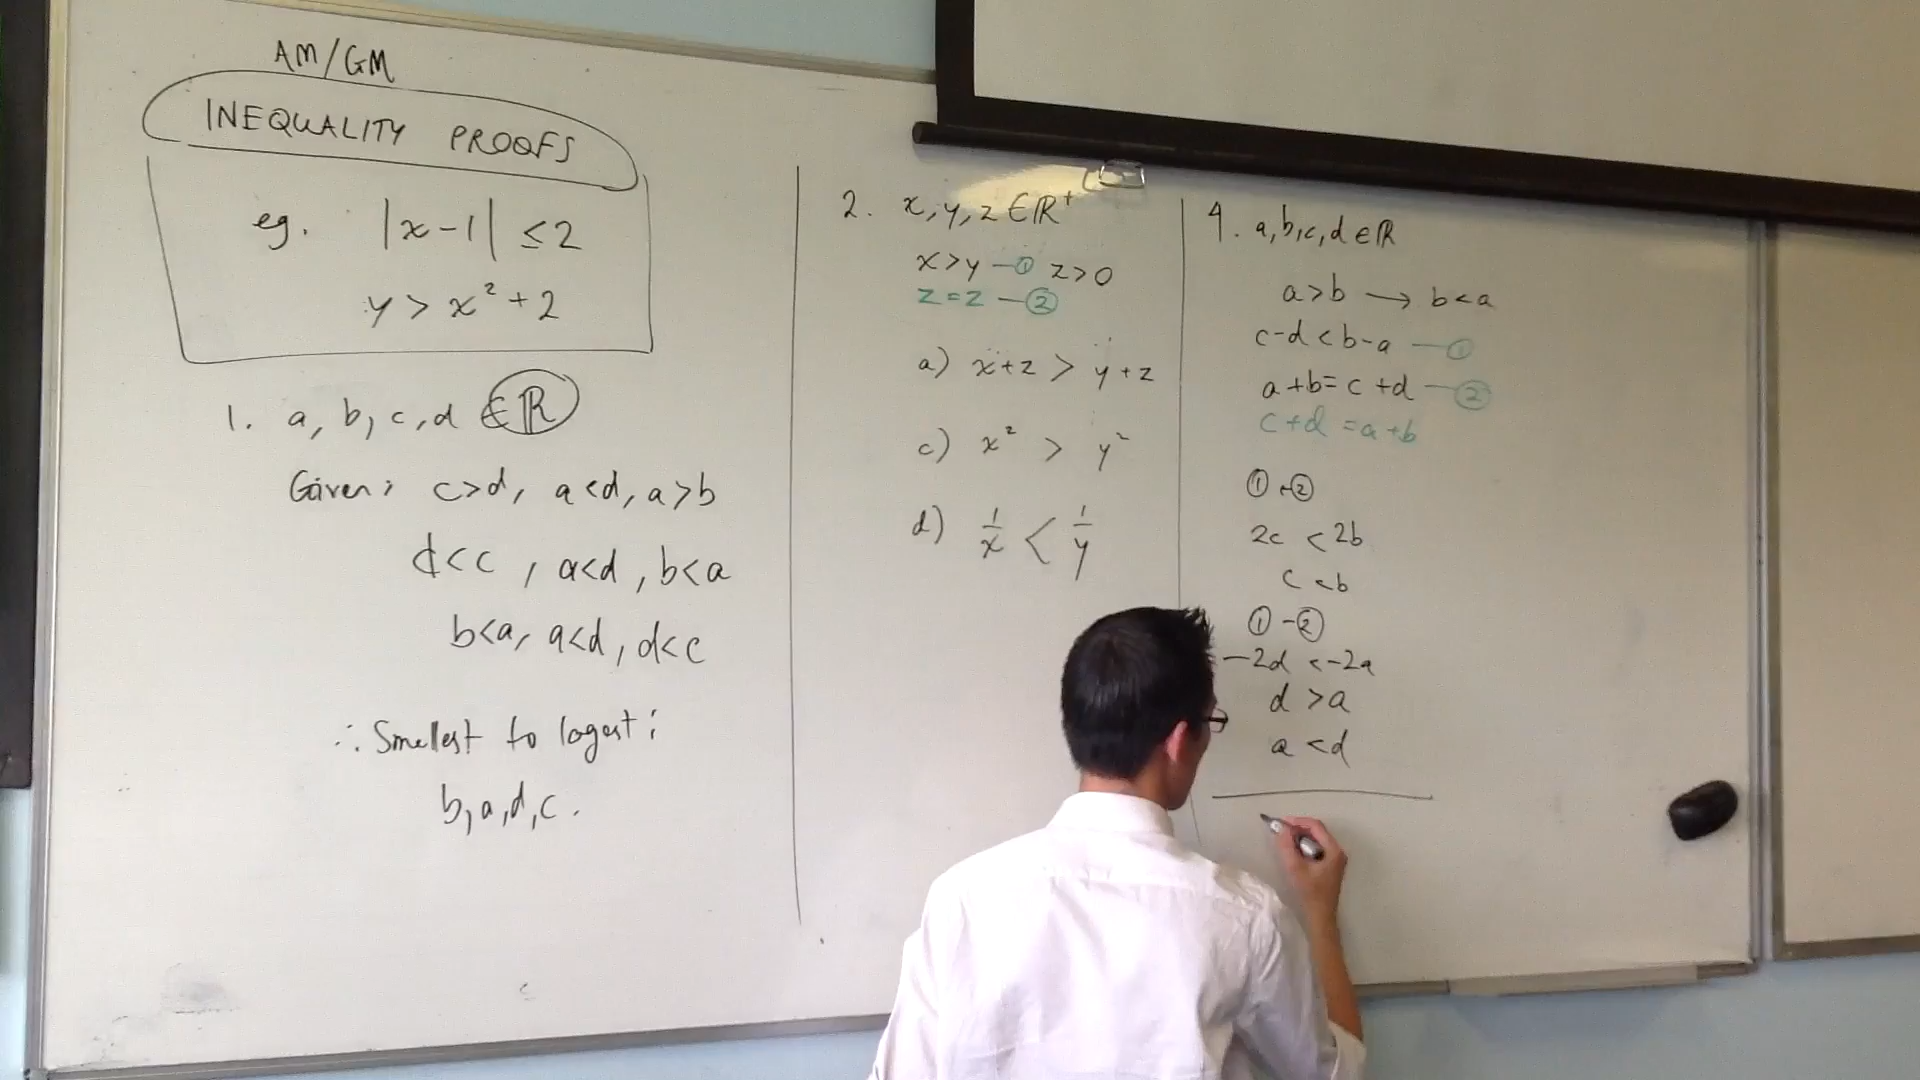 AM/GM
INEQUALITY PROOFS
eg. |x-1| ≤ 2
y > x² + 2
1. a, b, c, d ∈ ℝ
Given: c>d, a<d, a>b
d<c, a<d, b<a
b<a, a<d, d<c
∴ Smallest to largest:
b, a, d, c.
2. x, y, z ∈ ℝ⁺
x>y —① z>0
z=z —②
a) x+z > y+z
c) x² > y²
d) 1/x < 1/y
4. a, b, c, d ∈ ℝ
a>b → b<a
c-d<b-a —①
a+b=c+d —②
c+d=a+b
①+②
2c < 2b
c<b
①-②
-2d < -2a
d > a
a < d